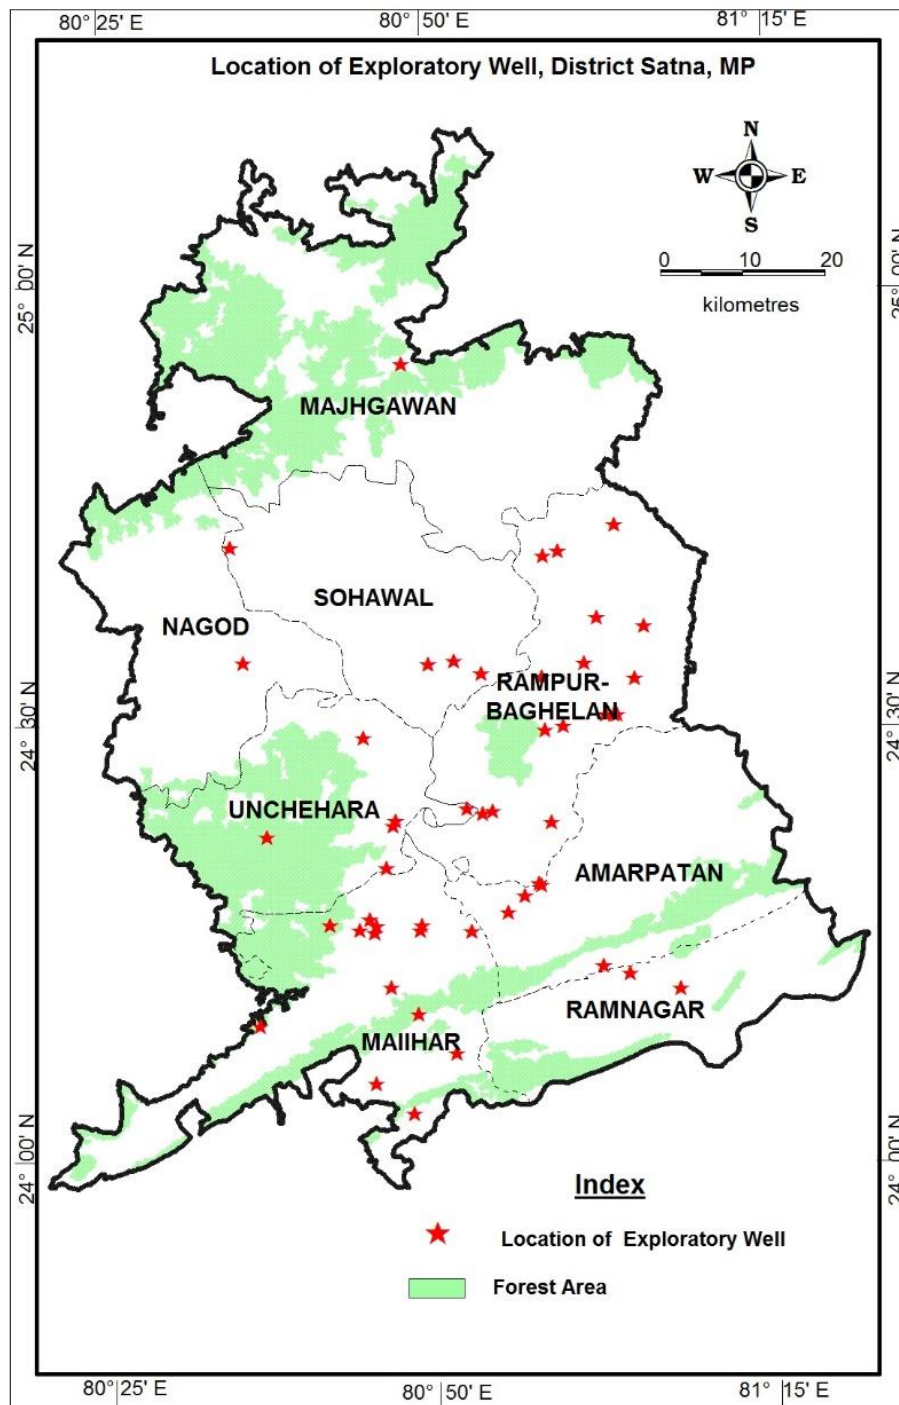 80° 25' E 80° 50' E 81° 15' E
Location of Exploratory Well, District Satna, MP
N
W E
S
0 10 20
kilometres
25° 00' N
25° 00' N
MAJHGAWAN
SOHAWAL
NAGOD
RAMPUR-
BAGHELAN
24° 30' N
24° 30' N
UNCHEHARA
AMARPATAN
RAMNAGAR
MAIIHAR
24° 00' N
24° 00' N
Index
Location of Exploratory Well
Forest Area
80° 25' E 80° 50' E 81° 15' E